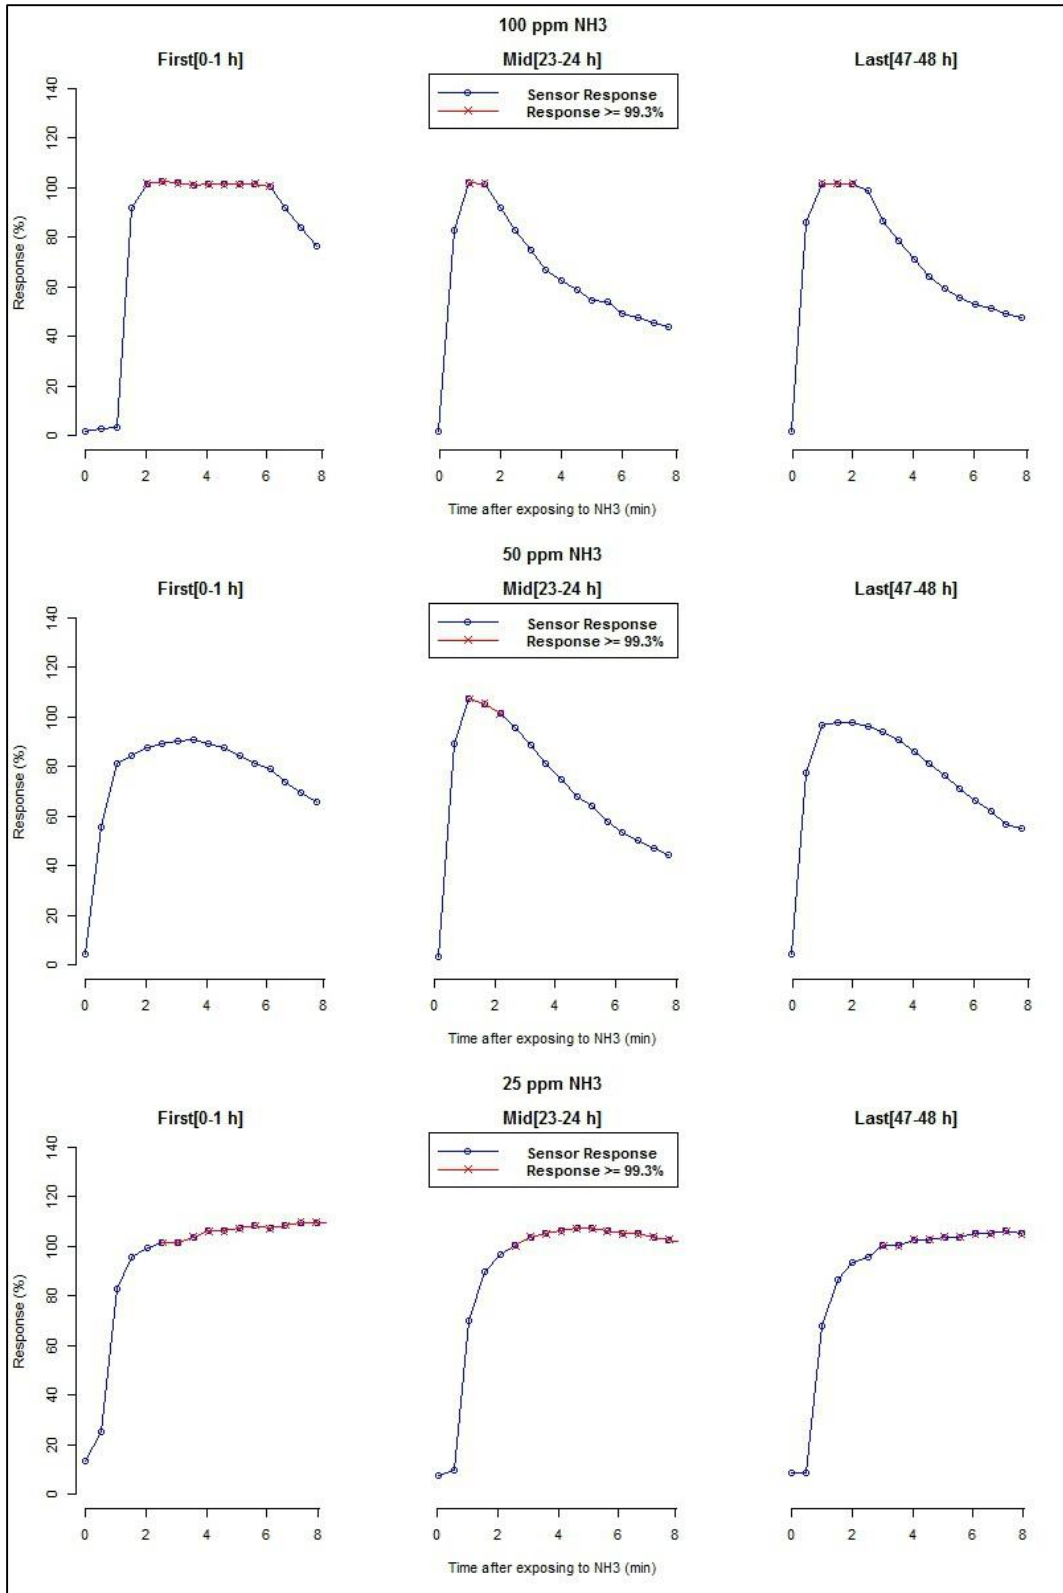 100 ppm NH3
First[0-1 h] Mid[23-24 h] Last[47-48 h]
Sensor Response
Response >= 99.3%
Response (%)
0 20 40 60 80 100 120 140
0 2 4 6 8 0 2 4 6 8 0 2 4 6 8
Time after exposing to NH3 (min)
50 ppm NH3
First[0-1 h] Mid[23-24 h] Last[47-48 h]
Sensor Response
Response >= 99.3%
Response (%)
0 20 40 60 80 100 120 140
0 2 4 6 8 0 2 4 6 8 0 2 4 6 8
Time after exposing to NH3 (min)
25 ppm NH3
First[0-1 h] Mid[23-24 h] Last[47-48 h]
Sensor Response
Response >= 99.3%
Response (%)
0 20 40 60 80 100 120 140
0 2 4 6 8 0 2 4 6 8 0 2 4 6 8
Time after exposing to NH3 (min)